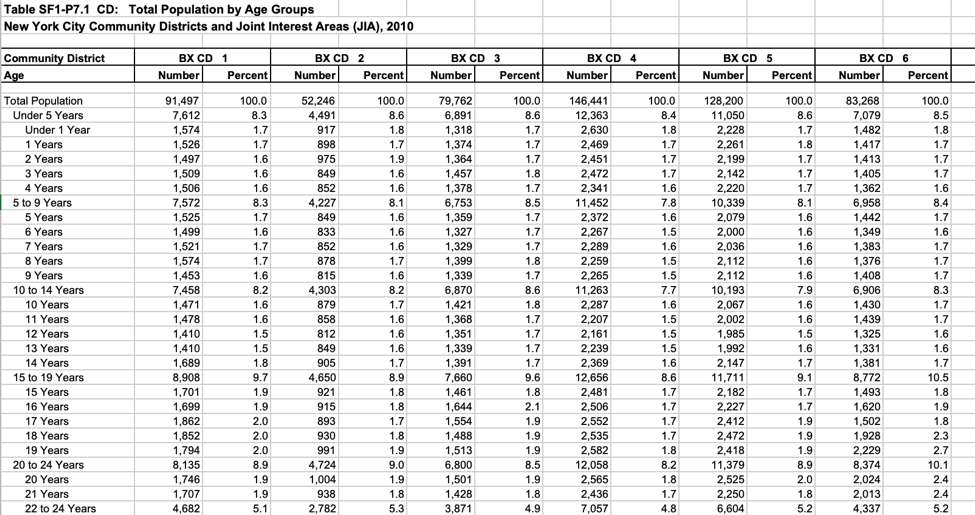 Table SF1-P7.1 CD: Total Population by Age Groups
New York City Community Districts and Joint Interest Areas (JIA), 2010
Community District BX CD 1 BX CD 2 BX CD 3 BX CD 4 BX CD 5 BX CD 6
Age Number Percent Number Percent Number Percent Number Percent Number Percent Number Percent
Total Population 91,497 100.0 52,246 100.0 79,762 100.0 146,441 100.0 128,200 100.0 83,268 100.0
Under 5 Years 7,612 8.3 4,491 8.6 6,891 8.6 12,363 8.4 11,050 8.6 7,079 8.5
Under 1 Year 1,574 1.7 917 1.8 1,318 1.7 2,630 1.8 2,228 1.7 1,482 1.8
1 Years 1,526 1.7 898 1.7 1,374 1.7 2,469 1.7 2,261 1.8 1,417 1.7
2 Years 1,497 1.6 975 1.9 1,364 1.7 2,451 1.7 2,199 1.7 1,413 1.7
3 Years 1,509 1.6 849 1.6 1,457 1.8 2,472 1.7 2,142 1.7 1,405 1.7
4 Years 1,506 1.6 852 1.6 1,378 1.7 2,341 1.6 2,220 1.7 1,362 1.6
5 to 9 Years 7,572 8.3 4,227 8.1 6,753 8.5 11,452 7.8 10,339 8.1 6,958 8.4
5 Years 1,525 1.7 849 1.6 1,359 1.7 2,372 1.6 2,079 1.6 1,442 1.7
6 Years 1,499 1.6 833 1.6 1,327 1.7 2,267 1.5 2,000 1.6 1,349 1.6
7 Years 1,521 1.7 852 1.6 1,329 1.7 2,289 1.6 2,036 1.6 1,383 1.7
8 Years 1,574 1.7 878 1.7 1,399 1.8 2,259 1.5 2,112 1.6 1,376 1.7
9 Years 1,453 1.6 815 1.6 1,339 1.7 2,265 1.5 2,112 1.6 1,408 1.7
10 to 14 Years 7,458 8.2 4,303 8.2 6,870 8.6 11,263 7.7 10,193 7.9 6,906 8.3
10 Years 1,471 1.6 879 1.7 1,421 1.8 2,287 1.6 2,067 1.6 1,430 1.7
11 Years 1,478 1.6 858 1.6 1,368 1.7 2,207 1.5 2,002 1.6 1,439 1.7
12 Years 1,410 1.5 812 1.6 1,351 1.7 2,161 1.5 1,985 1.5 1,325 1.6
13 Years 1,410 1.5 849 1.6 1,339 1.7 2,239 1.5 1,992 1.6 1,331 1.6
14 Years 1,689 1.8 905 1.7 1,391 1.7 2,369 1.6 2,147 1.7 1,381 1.7
15 to 19 Years 8,908 9.7 4,650 8.9 7,660 9.6 12,656 8.6 11,711 9.1 8,772 10.5
15 Years 1,701 1.9 921 1.8 1,461 1.8 2,481 1.7 2,182 1.7 1,493 1.8
16 Years 1,699 1.9 915 1.8 1,644 2.1 2,506 1.7 2,227 1.7 1,620 1.9
17 Years 1,862 2.0 893 1.7 1,554 1.9 2,552 1.7 2,412 1.9 1,502 1.8
18 Years 1,852 2.0 930 1.8 1,488 1.9 2,535 1.7 2,472 1.9 1,928 2.3
19 Years 1,794 2.0 991 1.9 1,513 1.9 2,582 1.8 2,418 1.9 2,229 2.7
20 to 24 Years 8,135 8.9 4,724 9.0 6,800 8.5 12,058 8.2 11,379 8.9 8,374 10.1
20 Years 1,746 1.9 1,004 1.9 1,501 1.9 2,565 1.8 2,525 2.0 2,024 2.4
21 Years 1,707 1.9 938 1.8 1,428 1.8 2,436 1.7 2,250 1.8 2,013 2.4
22 to 24 Years 4,682 5.1 2,782 5.3 3,871 4.9 7,057 4.8 6,604 5.2 4,337 5.2